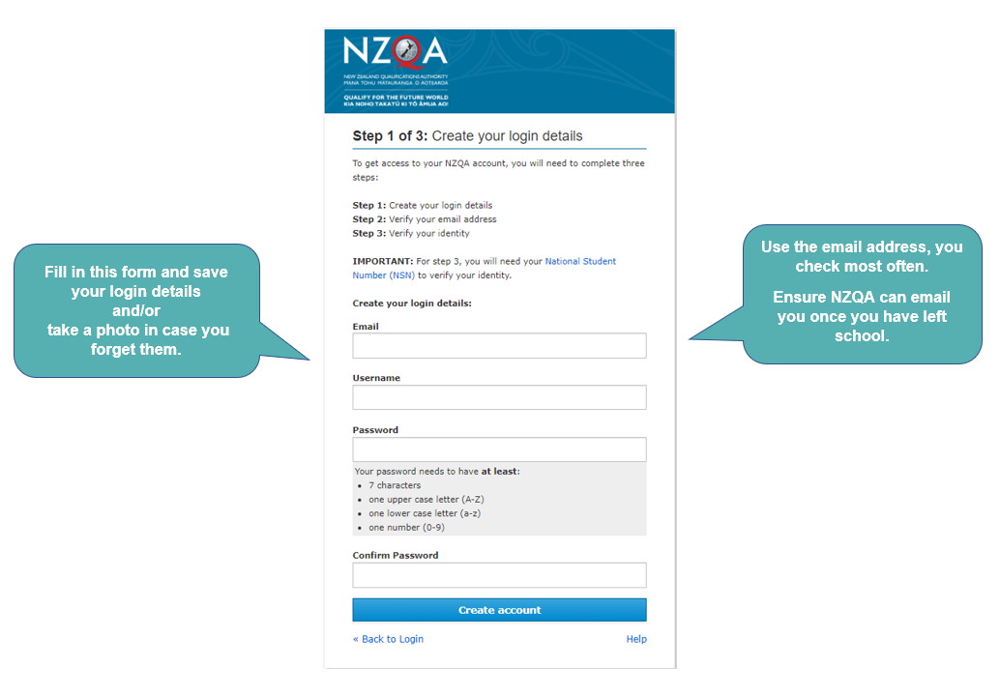 NZQA
NEW ZEALAND QUALIFICATIONS AUTHORITY
MANA TOHU MĀTAURANGA O AOTEAROA
QUALIFY FOR THE FUTURE WORLD
KIA NOHO TAKATŪ KI TŌ ĀMUA AO!
Step 1 of 3: Create your login details
To get access to your NZQA account, you will need to complete three
steps:
Step 1: Create your login details
Step 2: Verify your email address
Step 3: Verify your identity
IMPORTANT: For step 3, you will need your National Student
Number (NSN) to verify your identity.
Create your login details:
Email
Username
Password
Your password needs to have at least:
• 7 characters
• one upper case letter (A-Z)
• one lower case letter (a-z)
• one number (0-9)
Confirm Password
Create account
« Back to Login
Help
Fill in this form and save
your login details
and/or
take a photo in case you
forget them.
Use the email address, you
check most often.
Ensure NZQA can email
you once you have left
school.